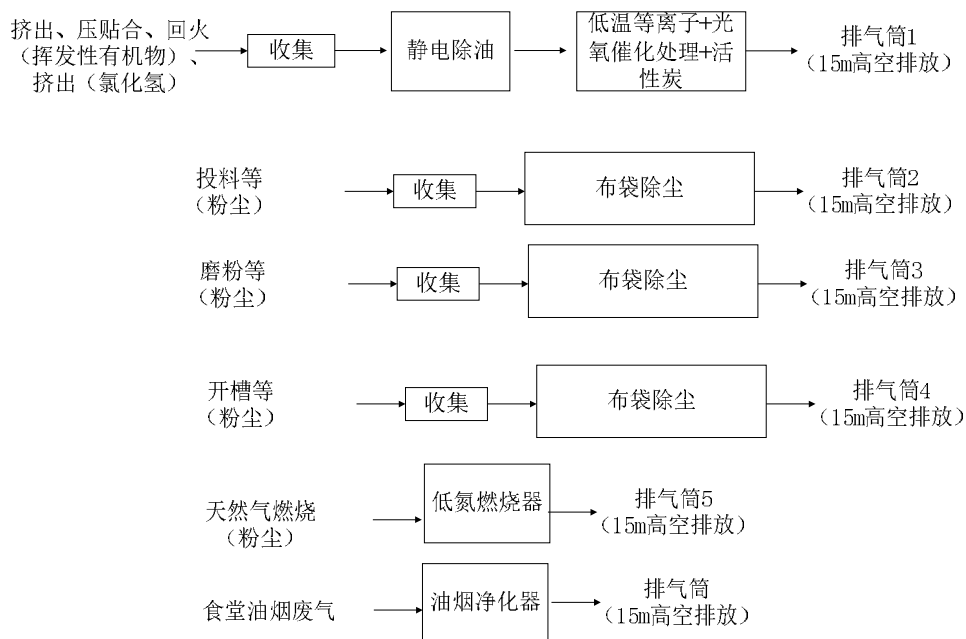 挤出、压贴合、回火
（挥发性有机物）、
挤出（氯化氢）
收集
静电除油
低温等离子+光
氧催化处理+活
性炭
排气筒1
（15m高空排放）
投料等
（粉尘）
收集
布袋除尘
排气筒2
（15m高空排放）
磨粉等
（粉尘）
收集
布袋除尘
排气筒3
（15m高空排放）
开槽等
（粉尘）
收集
布袋除尘
排气筒4
（15m高空排放）
天然气燃烧
（粉尘）
低氮燃烧器
排气筒5
（15m高空排放）
食堂油烟废气
油烟净化器
排气筒
（15m高空排放）